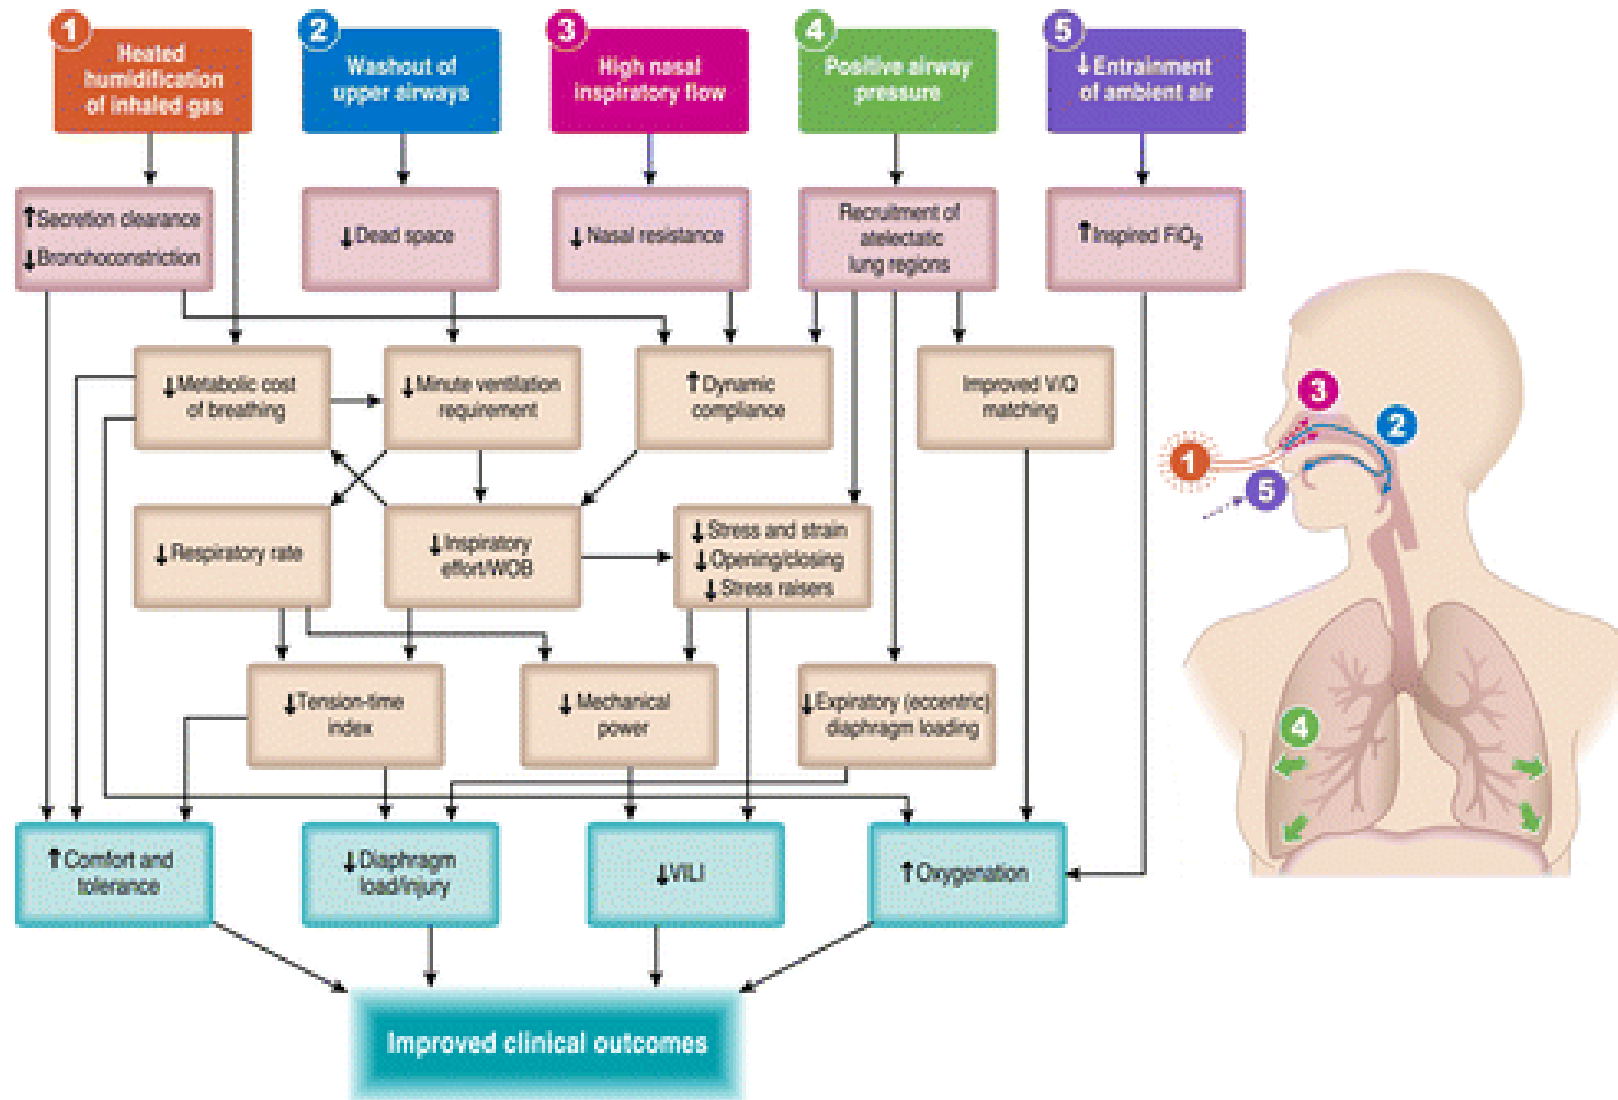 1
Heated
humidification
of inhaled gas
2
Washout of
upper airways
3
High nasal
inspiratory flow
4
Positive airway
pressure
5
↓ Entrainment
of ambient air
↑Secretion clearance
↓Bronchoconstriction
↓Dead space
↓Nasal resistance
Recruitment of
atelectatic
lung regions
↑Inspired FiO₂
↓Metabolic cost
of breathing
↓Minute ventilation
requirement
↑Dynamic
compliance
Improved V/Q
matching
↓Respiratory rate
↓Inspiratory
effort/WOB
↓Stress and strain
↓Opening/closing
↓Stress raisers
↓Tension-time
index
↓Mechanical
power
↓Expiratory (eccentric)
diaphragm loading
↑Comfort and
tolerance
↓Diaphragm
load/injury
↓VILI
↑Oxygenation
Improved clinical outcomes
3
2
1
5
4